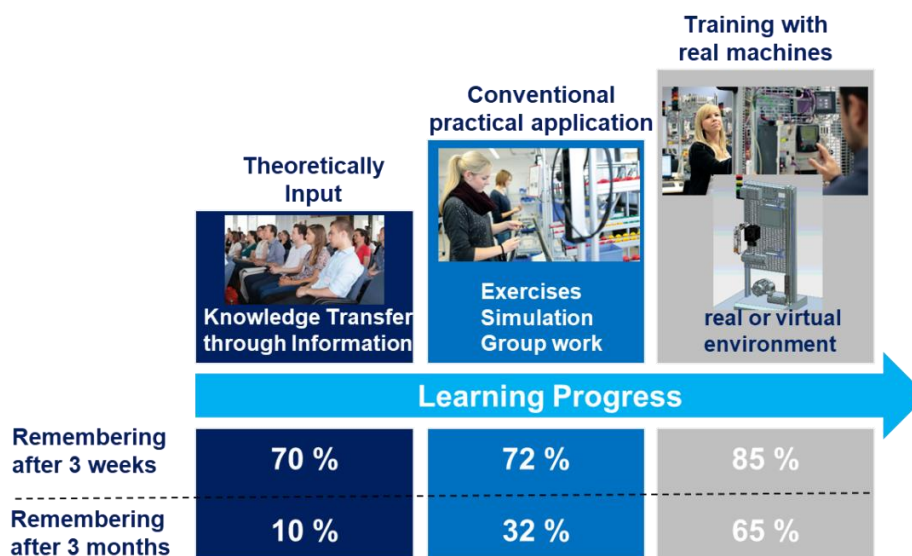 Theoretically
Input
Knowledge Transfer
through Information
Conventional
practical application
Exercises
Simulation
Group work
Training with
real machines
real or virtual
environment
Learning Progress
Remembering
after 3 weeks
70 %
72 %
85 %
Remembering
after 3 months
10 %
32 %
65 %